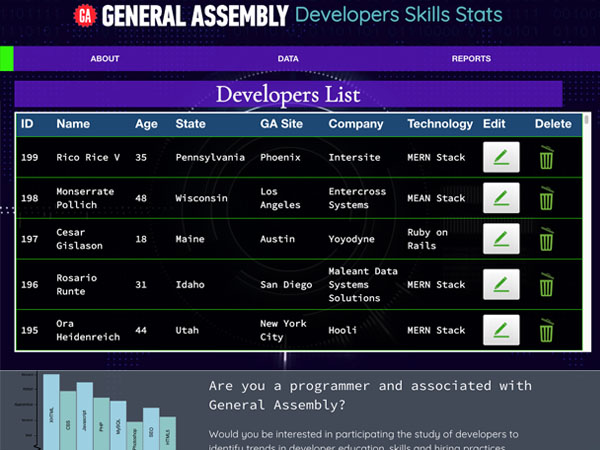 GA GENERAL ASSEMBLY Developers Skills Stats
ABOUT DATA REPORTS
Developers List
ID Name Age State GA Site Company Technology Edit Delete
199 Rico Rice V 35 Pennsylvania Phoenix Intersite MERN Stack
198 Monserrate Pollich 48 Wisconsin Los Angeles Entercross Systems MEAN Stack
197 Cesar Gislason 18 Maine Austin Yoyodyne Ruby on Rails
196 Rosario Runte 31 Idaho San Diego Maleant Data Systems Solutions MERN Stack
195 Ora Heidenreich 44 Utah New York City Hooli MERN Stack
XHTML CSS Javascript PHP MySQL Photoshop SEO HTML5
Are you a programmer and associated with
General Assembly?
Would you be interested in participating the study of developers to
identify trends in developer education, skills and hiring practices